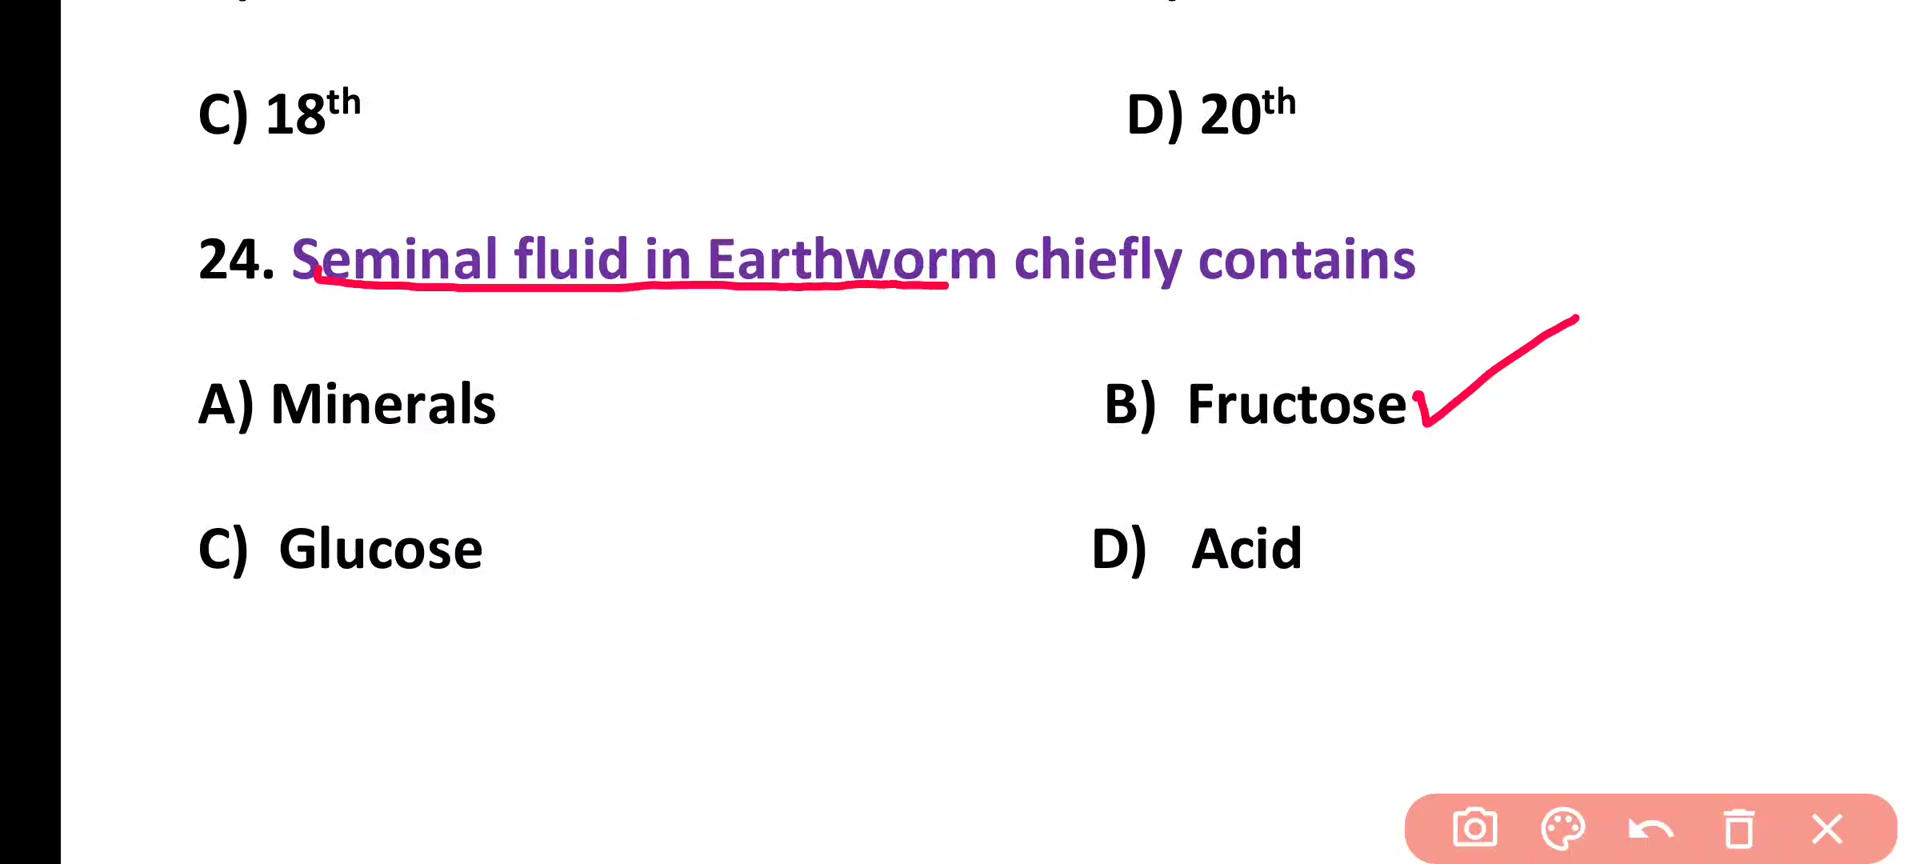 C) 18th D) 20th
24. Seminal fluid in Earthworm chiefly contains
A) Minerals B) Fructose
C) Glucose D) Acid